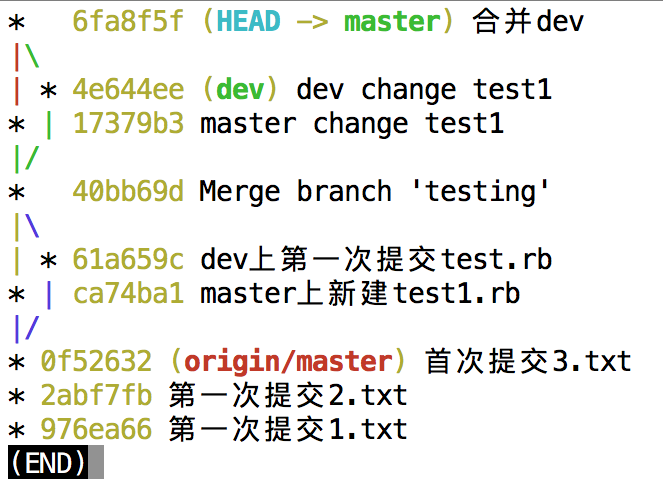 *   6fa8f5f (HEAD -> master) 合并dev
|\
| * 4e644ee (dev) dev change test1
* | 17379b3 master change test1
|/
*   40bb69d Merge branch 'testing'
|\
| * 61a659c dev上第一次提交test.rb
* | ca74ba1 master上新建test1.rb
|/
* 0f52632 (origin/master) 首次提交3.txt
* 2abf7fb 第一次提交2.txt
* 976ea66 第一次提交1.txt
(END)